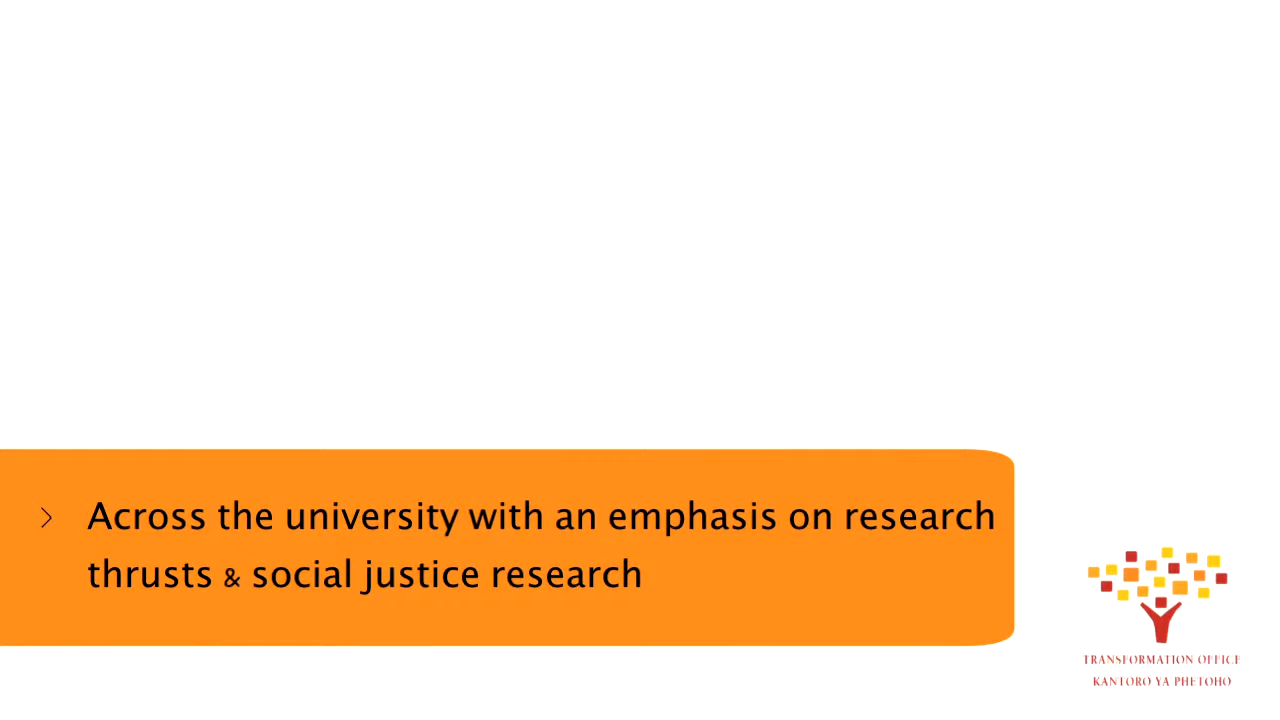 Across the university with an emphasis on research
thrusts & social justice research
TRANSFORMATION OFFICE
KANTORO YA PHETOHO